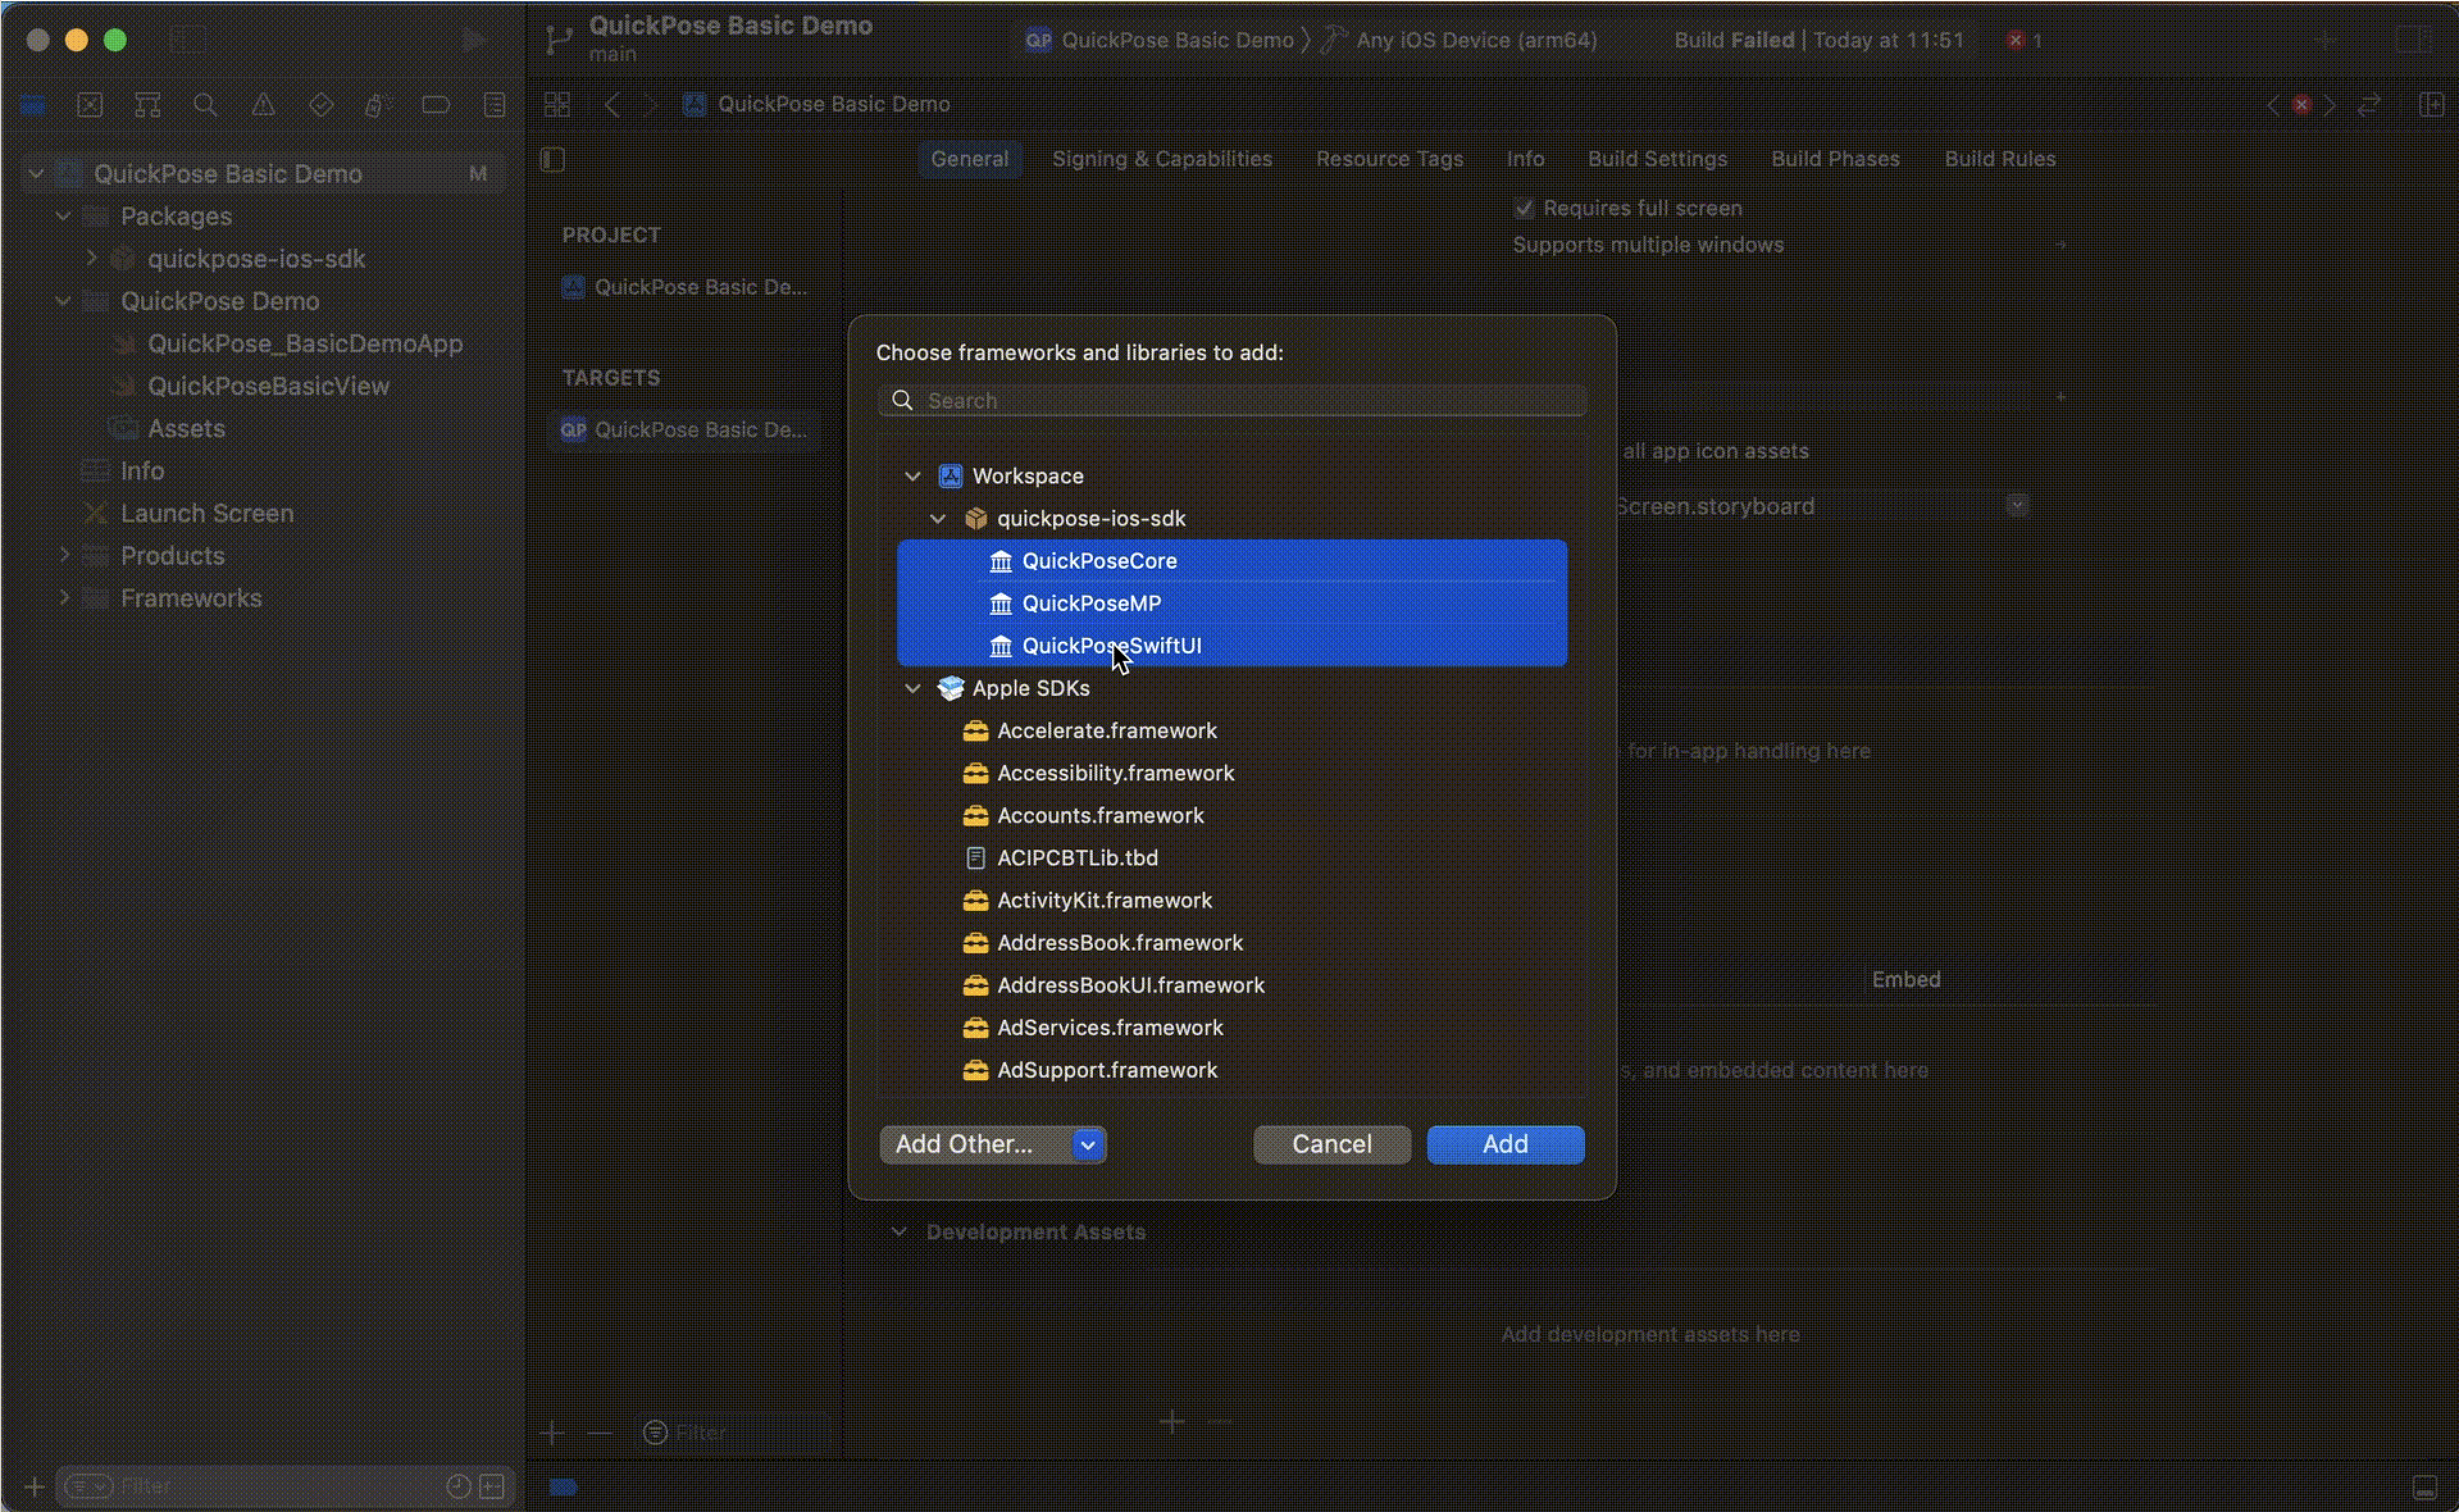 QuickPose Basic Demo
main
QP QuickPose Basic Demo 〉 Any iOS Device (arm64)
Build Failed | Today at 11:51
1
QuickPose Basic Demo
General
Signing & Capabilities
Resource Tags
Info
Build Settings
Build Phases
Build Rules
QuickPose Basic Demo M
Packages
quickpose-ios-sdk
QuickPose Demo
QuickPose_BasicDemoApp
QuickPoseBasicView
Assets
Info
Launch Screen
Products
Frameworks
Filter
PROJECT
QuickPose Basic De...
TARGETS
QP QuickPose Basic De...
Filter
Requires full screen
Supports multiple windows
all app icon assets
Screen.storyboard
for in-app handling here
Embed
s, and embedded content here
Choose frameworks and libraries to add:
Search
Workspace
quickpose-ios-sdk
QuickPoseCore
QuickPoseMP
QuickPoseSwiftUI
Apple SDKs
Accelerate.framework
Accessibility.framework
Accounts.framework
ACIPCBTLib.tbd
ActivityKit.framework
AddressBook.framework
AddressBookUI.framework
AdServices.framework
AdSupport.framework
Add Other...
Cancel
Add
Development Assets
Add development assets here